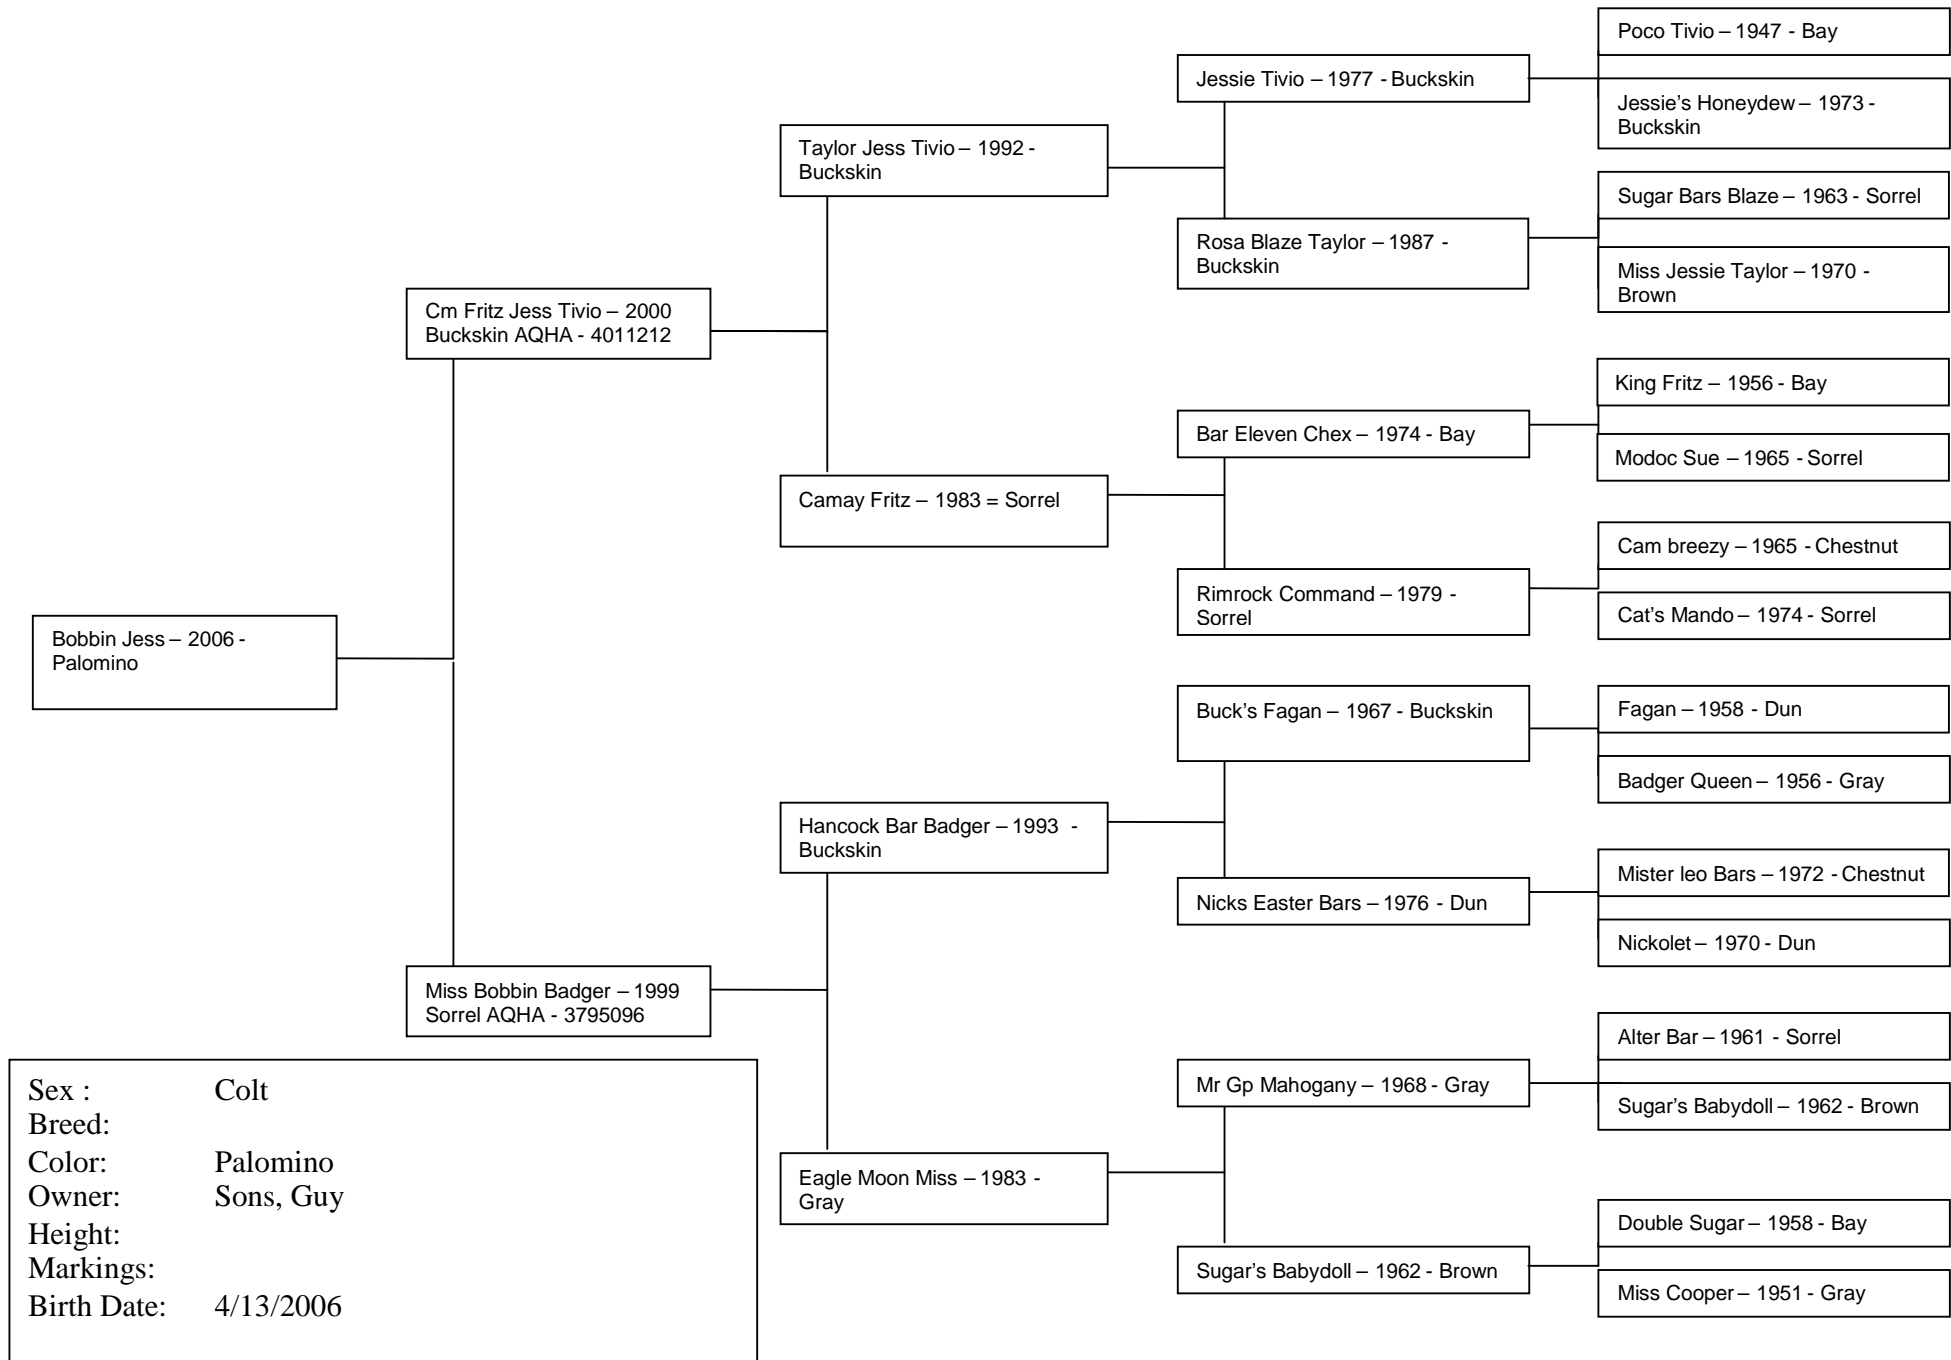 Poco Tivio – 1947 - Bay
Jessie Tivio – 1977 - Buckskin
Jessie's Honeydew – 1973 -
Buckskin
Taylor Jess Tivio – 1992 -
Buckskin
Sugar Bars Blaze – 1963 - Sorrel
Rosa Blaze Taylor – 1987 -
Buckskin
Miss Jessie Taylor – 1970 -
Brown
Cm Fritz Jess Tivio – 2000
Buckskin AQHA - 4011212
King Fritz – 1956 - Bay
Bar Eleven Chex – 1974 - Bay
Modoc Sue – 1965 - Sorrel
Camay Fritz – 1983 = Sorrel
Cam breezy – 1965 - Chestnut
Rimrock Command – 1979 -
Sorrel
Cat's Mando – 1974 - Sorrel
Bobbin Jess – 2006 -
Palomino
Buck's Fagan – 1967 - Buckskin
Fagan – 1958 - Dun
Badger Queen – 1956 - Gray
Hancock Bar Badger – 1993 -
Buckskin
Mister leo Bars – 1972 - Chestnut
Nicks Easter Bars – 1976 - Dun
Nickolet – 1970 - Dun
Miss Bobbin Badger – 1999
Sorrel AQHA - 3795096
Alter Bar – 1961 - Sorrel
Mr Gp Mahogany – 1968 - Gray
Sugar's Babydoll – 1962 - Brown
Eagle Moon Miss – 1983 -
Gray
Double Sugar – 1958 - Bay
Sugar's Babydoll – 1962 - Brown
Miss Cooper – 1951 - Gray
Sex : Colt
Breed:
Color: Palomino
Owner: Sons, Guy
Height:
Markings:
Birth Date: 4/13/2006